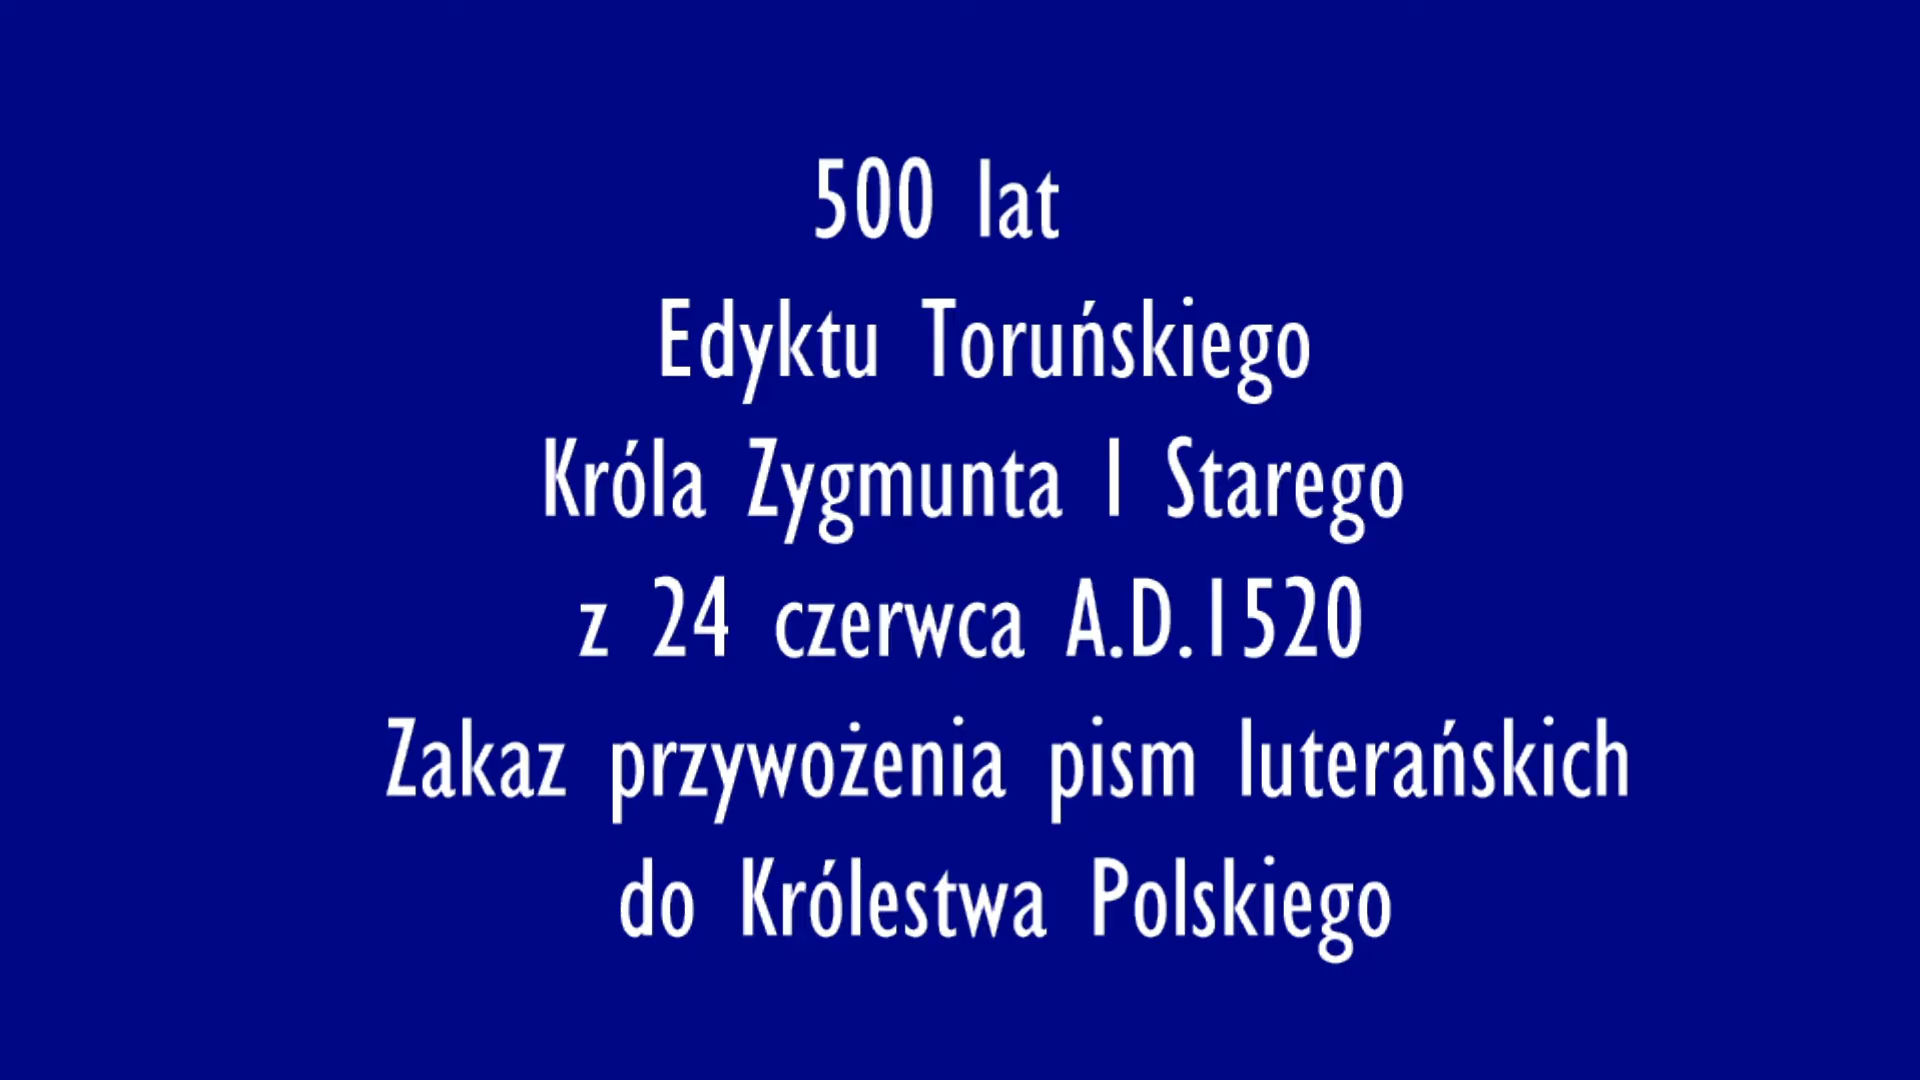 500 lat
Edyktu Toruńskiego
Króla Zygmunta I Starego
z 24 czerwca A.D.1520
Zakaz przywożenia pism luterańskich
do Królestwa Polskiego